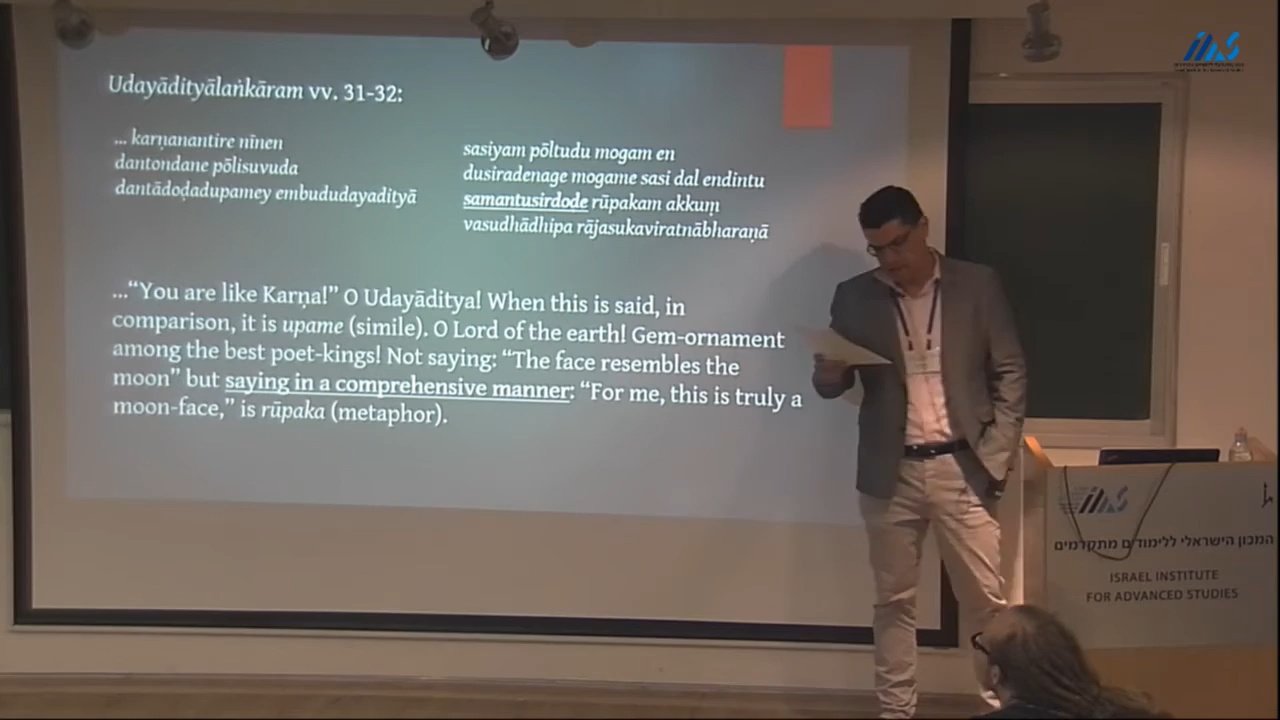 Udayādityālaṅkāram vv. 31-32:
... karṇanantire nīnen
dantondane pōlisuvuda
dantādoḍadupamey embududayadityā
sasiyam pōltudu mogam en
dusiradenage mogame sasi dal endintu
samantusirdoḍe rūpakam akkuṃ
vasudhādhipa rājasukaviratnābharaṇā
...“You are like Karṇa!” O Udayāditya! When this is said, in
comparison, it is upame (simile). O Lord of the earth! Gem-ornament
among the best poet-kings! Not saying: “The face resembles the
moon” but saying in a comprehensive manner: “For me, this is truly a
moon-face,” is rūpaka (metaphor).
המכון הישראלי ללימודים מתקדמים
ISRAEL INSTITUTE
FOR ADVANCED STUDIES